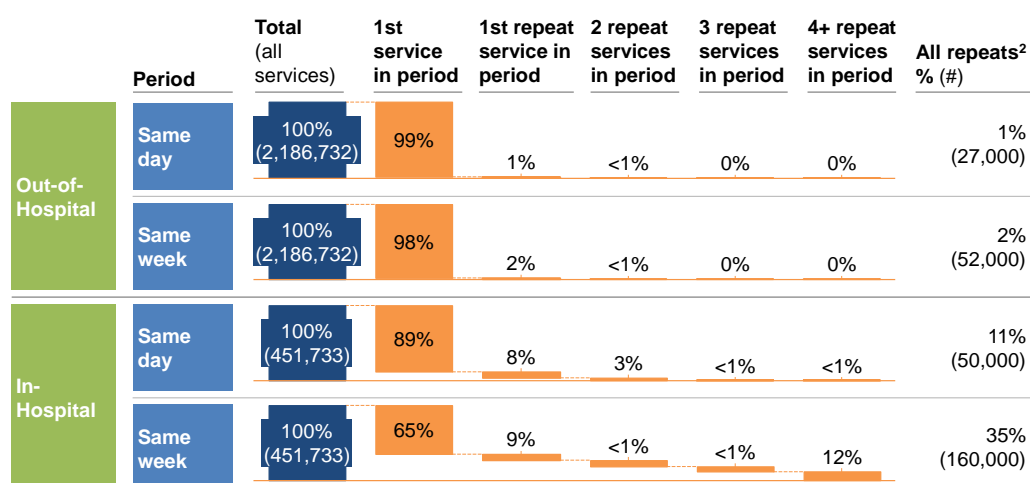 Period
Total
(all
services)
1st
service
in period
1st repeat
service in
period
2 repeat
services
in period
3 repeat
services
in period
4+ repeat
services
in period
All repeats²
% (#)
Out-of-
Hospital
Same
day
100%
(2,186,732)
99%
1%
<1%
0%
0%
1%
(27,000)
Same
week
100%
(2,186,732)
98%
2%
<1%
0%
0%
2%
(52,000)
In-
Hospital
Same
day
100%
(451,733)
89%
8%
3%
<1%
<1%
11%
(50,000)
Same
week
100%
(451,733)
65%
9%
<1%
<1%
12%
35%
(160,000)